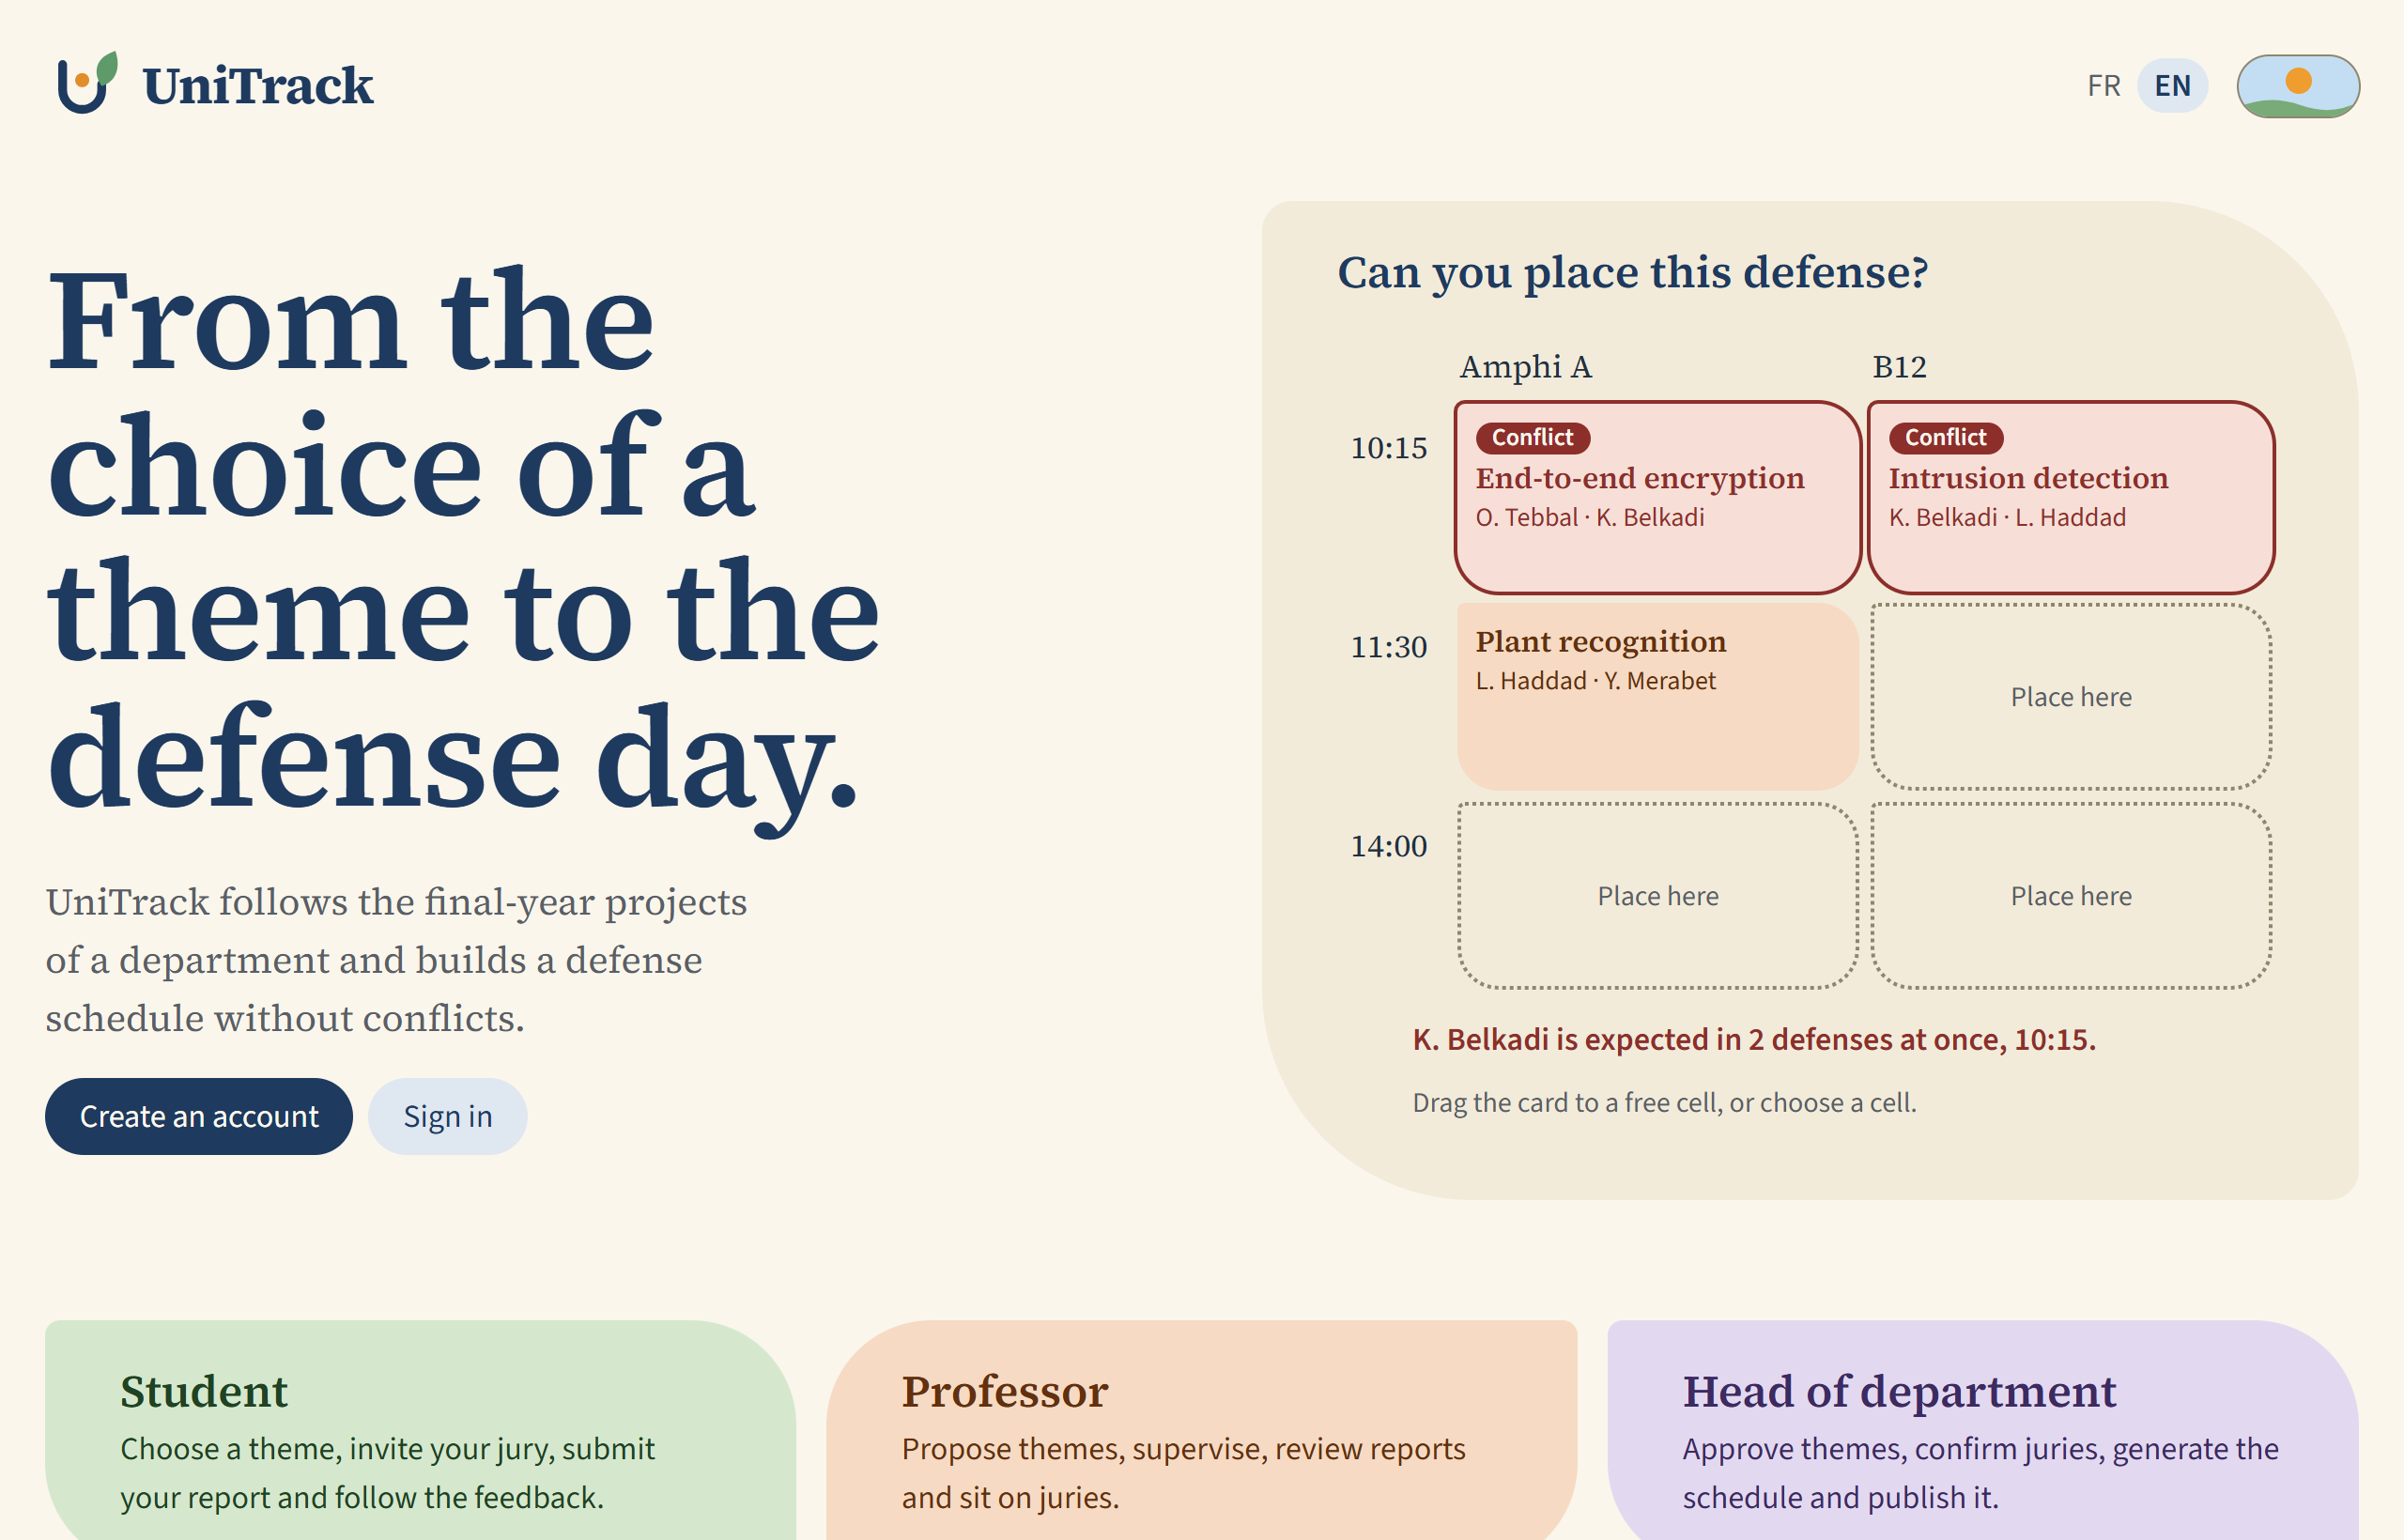 UniTrack
FR EN
From the
choice of a
theme to the
defense day.
UniTrack follows the final-year projects
of a department and builds a defense
schedule without conflicts.
Create an account
Sign in
Can you place this defense?
Amphi A
B12
10:15
Conflict
End-to-end encryption
O. Tebbal · K. Belkadi
Conflict
Intrusion detection
K. Belkadi · L. Haddad
11:30
Plant recognition
L. Haddad · Y. Merabet
Place here
14:00
Place here
Place here
K. Belkadi is expected in 2 defenses at once, 10:15.
Drag the card to a free cell, or choose a cell.
Student
Choose a theme, invite your jury, submit
your report and follow the feedback.
Professor
Propose themes, supervise, review reports
and sit on juries.
Head of department
Approve themes, confirm juries, generate the
schedule and publish it.